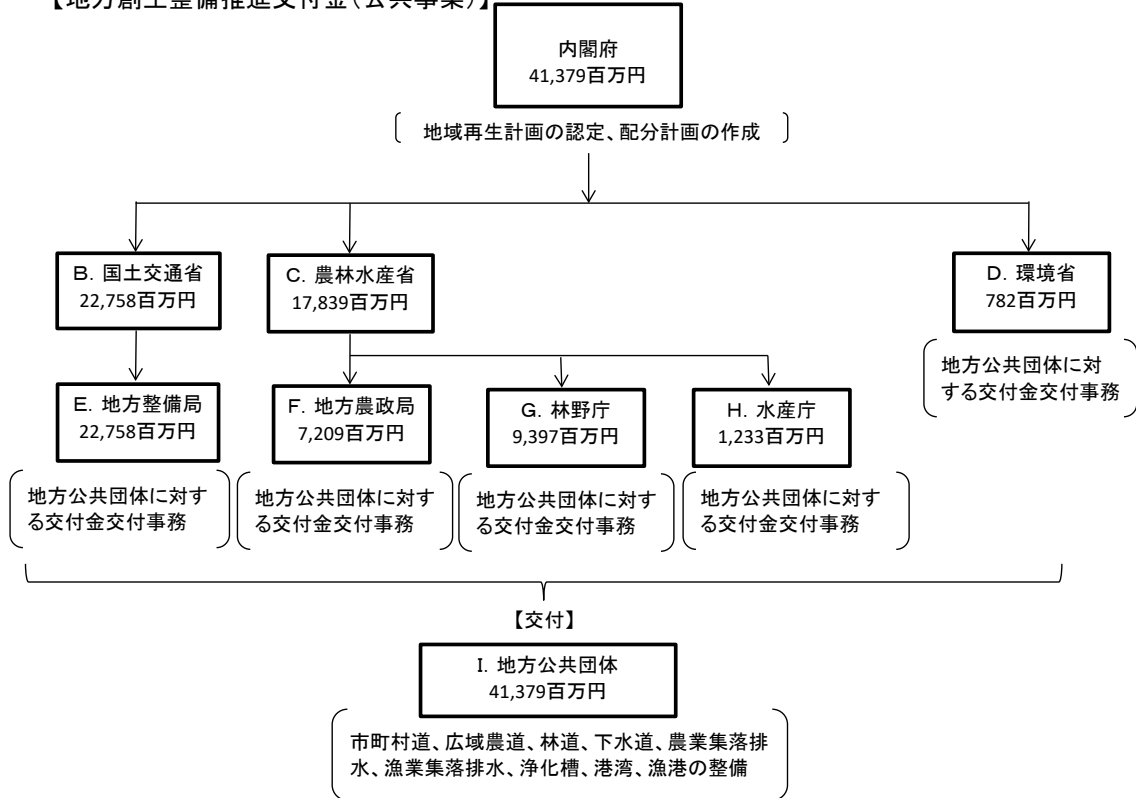 【地方創生整備推進交付金(公共事業)】
内閣府
41,379百万円
地域再生計画の認定、配分計画の作成
B. 国土交通省
22,758百万円
C. 農林水産省
17,839百万円
D. 環境省
782百万円
地方公共団体に対
する交付金交付事務
E. 地方整備局
22,758百万円
F. 地方農政局
7,209百万円
G. 林野庁
9,397百万円
H. 水産庁
1,233百万円
地方公共団体に対す
る交付金交付事務
地方公共団体に対す
る交付金交付事務
地方公共団体に対す
る交付金交付事務
地方公共団体に対す
る交付金交付事務
【交付】
I. 地方公共団体
41,379百万円
市町村道、広域農道、林道、下水道、農業集落排
水、漁業集落排水、浄化槽、港湾、漁港の整備